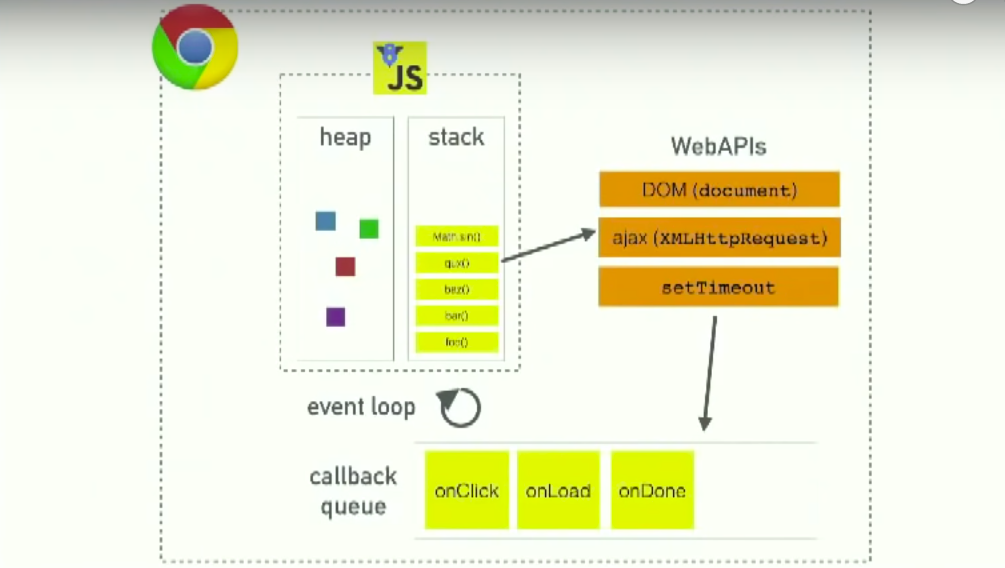 JS
heap
stack
WebAPIs
DOM (document)
Math.sin()
ajax (XMLHttpRequest)
qux()
setTimeout
baz()
bar()
foo()
event loop
callback
queue
onClick
onLoad
onDone